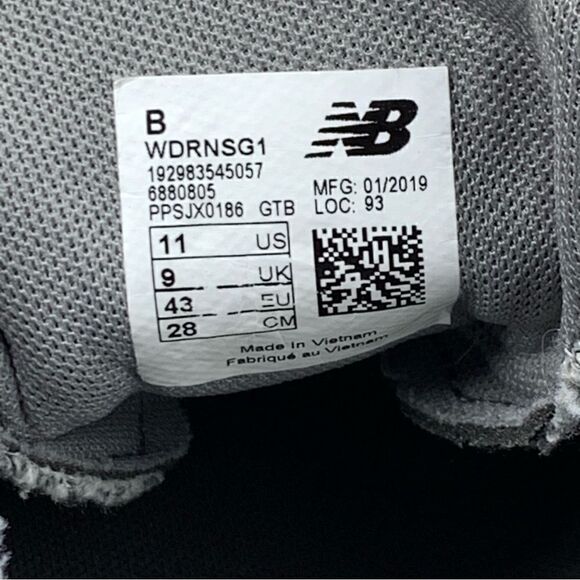 B
WDRNSG1
192983545057
6880805
PPSJX0186 GTB
NB
MFG: 01/2019
LOC: 93
11 US
9 UK
43 EU
28 CM
Made in Vietnam
Fabriqué au Vietnam